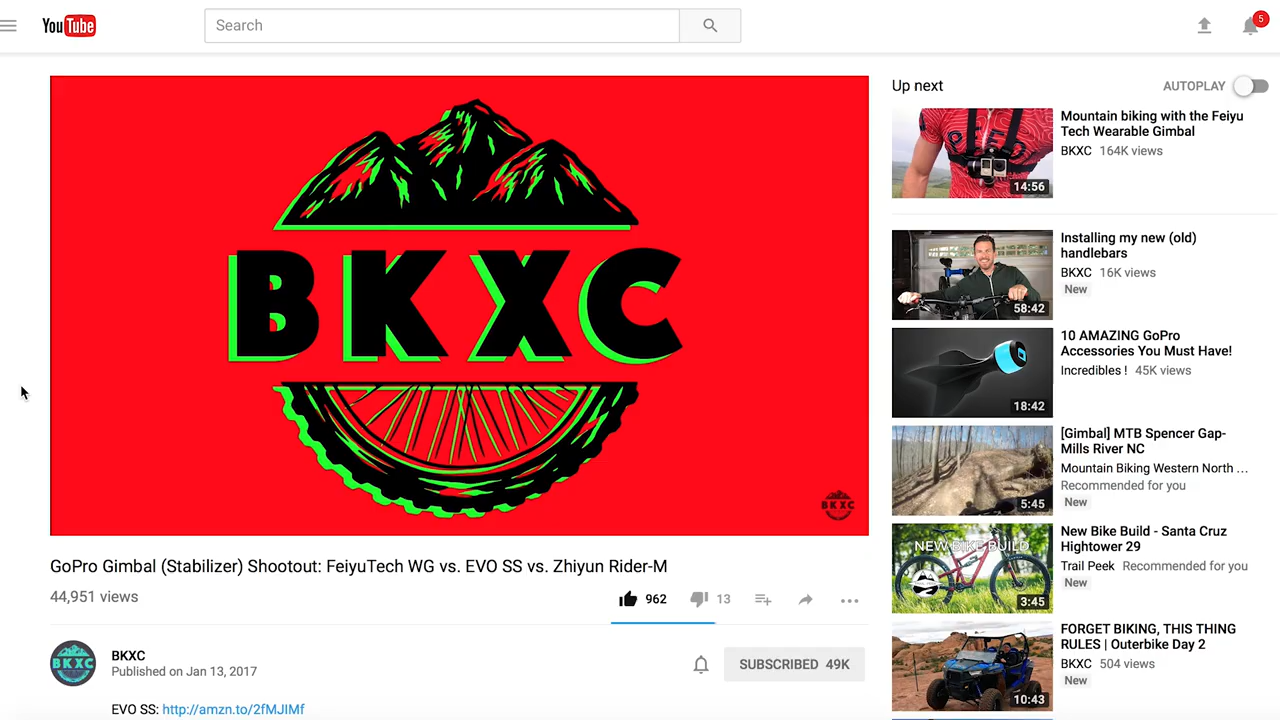 YouTube
Search
5
BKXC
BKXC
GoPro Gimbal (Stabilizer) Shootout: FeiyuTech WG vs. EVO SS vs. Zhiyun Rider-M
44,951 views
962
13
BKXC
BKXC
Published on Jan 13, 2017
SUBSCRIBED 49K
EVO SS: http://amzn.to/2fMJIMf
Up next
AUTOPLAY
14:56
Mountain biking with the Feiyu
Tech Wearable Gimbal
BKXC 164K views
58:42
Installing my new (old)
handlebars
BKXC 16K views
New
18:42
10 AMAZING GoPro
Accessories You Must Have!
Incredibles ! 45K views
5:45
[Gimbal] MTB Spencer Gap-
Mills River NC
Mountain Biking Western North ...
Recommended for you
New
NEW BIKE BUILD
3:45
New Bike Build - Santa Cruz
Hightower 29
Trail Peek Recommended for you
New
10:43
FORGET BIKING, THIS THING
RULES | Outerbike Day 2
BKXC 504 views
New